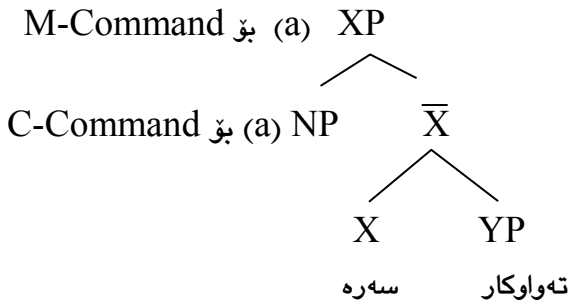 M-Command بۆ (a) XP
C-Command بۆ (a) NP X̅
X YP
سەرە تەواوکار